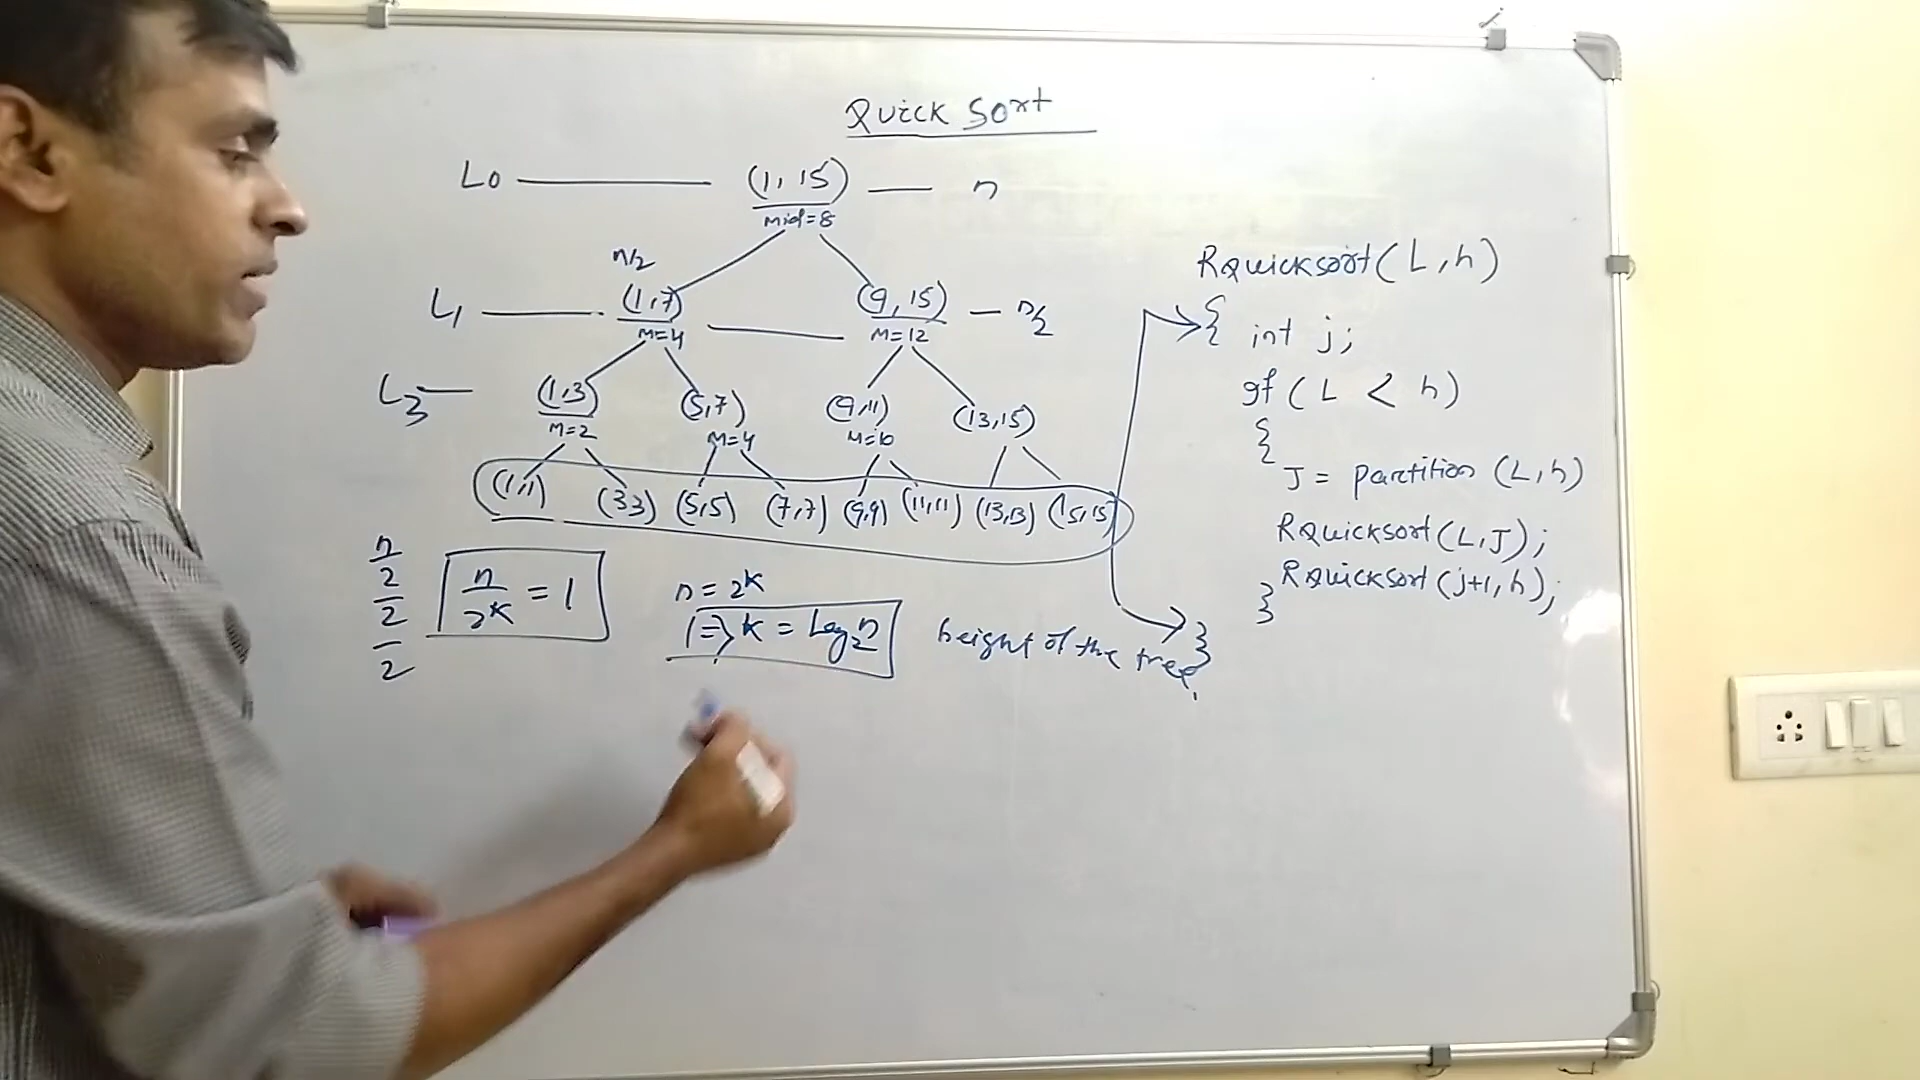 Quick Sort
L0 (1, 15) n
mid=8
n/2
L1 (1,7) (9, 15) n/2
M=4 M=12
L3 (1,3) (5,7) (9,11) (13,15)
M=2 M=4 M=10
(1,1) (3,3) (5,5) (7,7) (9,9) (11,11) (13,13) (15,15)
n/2/2/2
n/2^k = 1
n = 2^k
=> k = Log2n height of the tree
RQuicksort(L,h)
{
int j;
If (L < h)
{
J = partition (L,h)
RQuicksort(L,J);
RQuicksort(j+1,h);
}
}